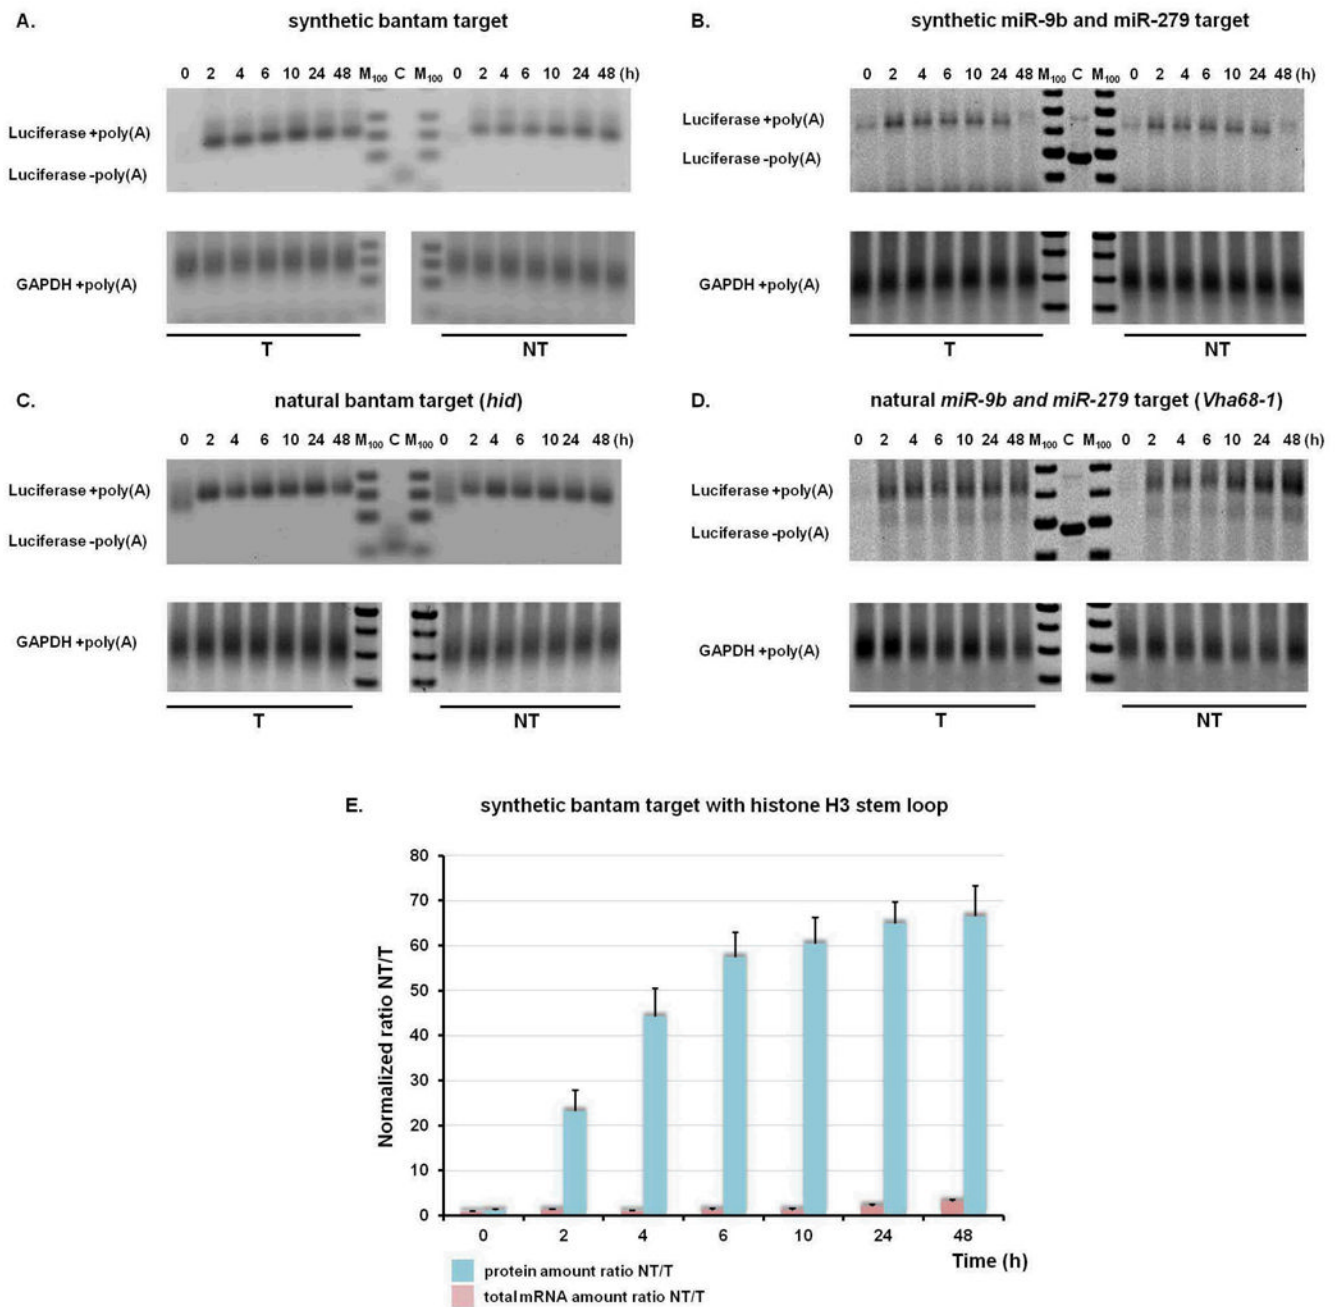 A.
synthetic bantam target
0 2 4 6 10 24 48 M100 C M100 0 2 4 6 10 24 48 (h)
Luciferase +poly(A)
Luciferase -poly(A)
GAPDH +poly(A)
T NT
B.
synthetic miR-9b and miR-279 target
0 2 4 6 10 24 48 M100 C M100 0 2 4 6 10 24 48 (h)
Luciferase +poly(A)
Luciferase -poly(A)
GAPDH +poly(A)
T NT
C.
natural bantam target (hid)
0 2 4 6 10 24 48 M100 C M100 0 2 4 6 10 24 48 (h)
Luciferase +poly(A)
Luciferase -poly(A)
GAPDH +poly(A)
T NT
D.
natural miR-9b and miR-279 target (Vha68-1)
0 2 4 6 10 24 48 M100 C M100 0 2 4 6 10 24 48 (h)
Luciferase +poly(A)
Luciferase -poly(A)
GAPDH +poly(A)
T NT
E.
synthetic bantam target with histone H3 stem loop
Normalized ratio NT/T
80
70
60
50
40
30
20
10
0
0 2 4 6 10 24 48
Time (h)
protein amount ratio NT/T
total mRNA amount ratio NT/T